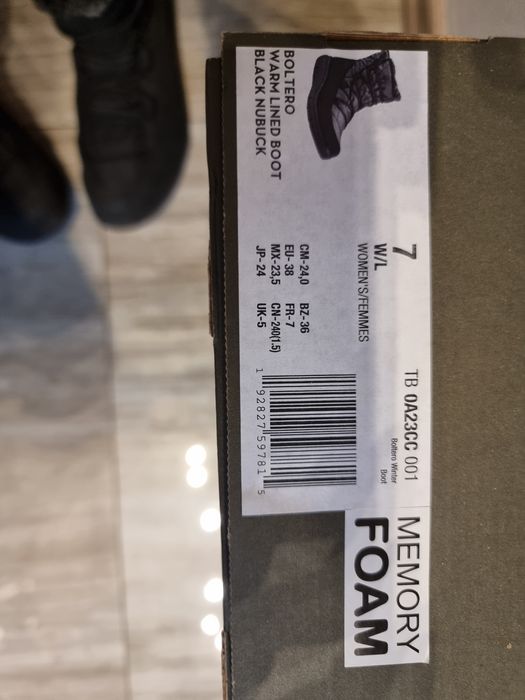 BOLTERO
WARM LINED BOOT
BLACK NUBUCK
7
W/L
WOMEN'S/FEMMES
CM-24,0 BZ-36
EU-38 FR-7
MX-23,5 CN-240(1.5)
JP-24 UK-5
TB 0A23CC 001
Boltero Winter
Boot
1 92827 59781 5
MEMORY
FOAM